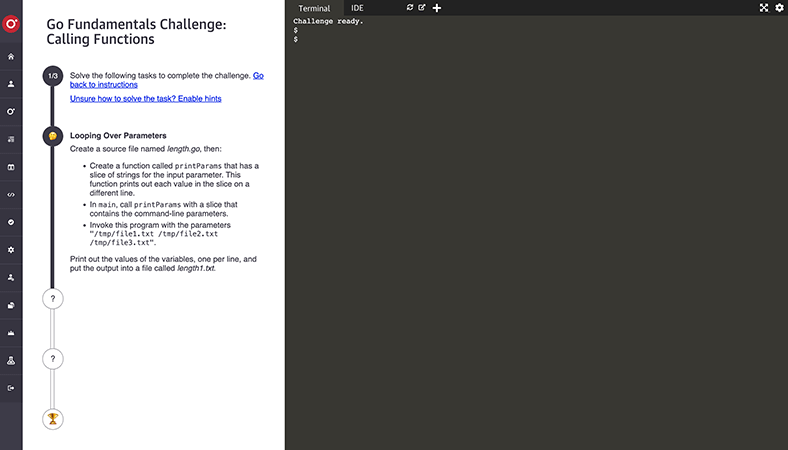 Go Fundamentals Challenge:
Calling Functions
1/3
Solve the following tasks to complete the challenge. Go
back to instructions
Unsure how to solve the task? Enable hints
Looping Over Parameters
Create a source file named length.go, then:
• Create a function called printParams that has a
slice of strings for the input parameter. This
function prints out each value in the slice on a
different line.
• In main, call printParams with a slice that
contains the command-line parameters.
• Invoke this program with the parameters
"/tmp/file1.txt /tmp/file2.txt
/tmp/file3.txt".
Print out the values of the variables, one per line, and
put the output into a file called length1.txt.
?
?
Terminal IDE
Challenge ready.
$
$